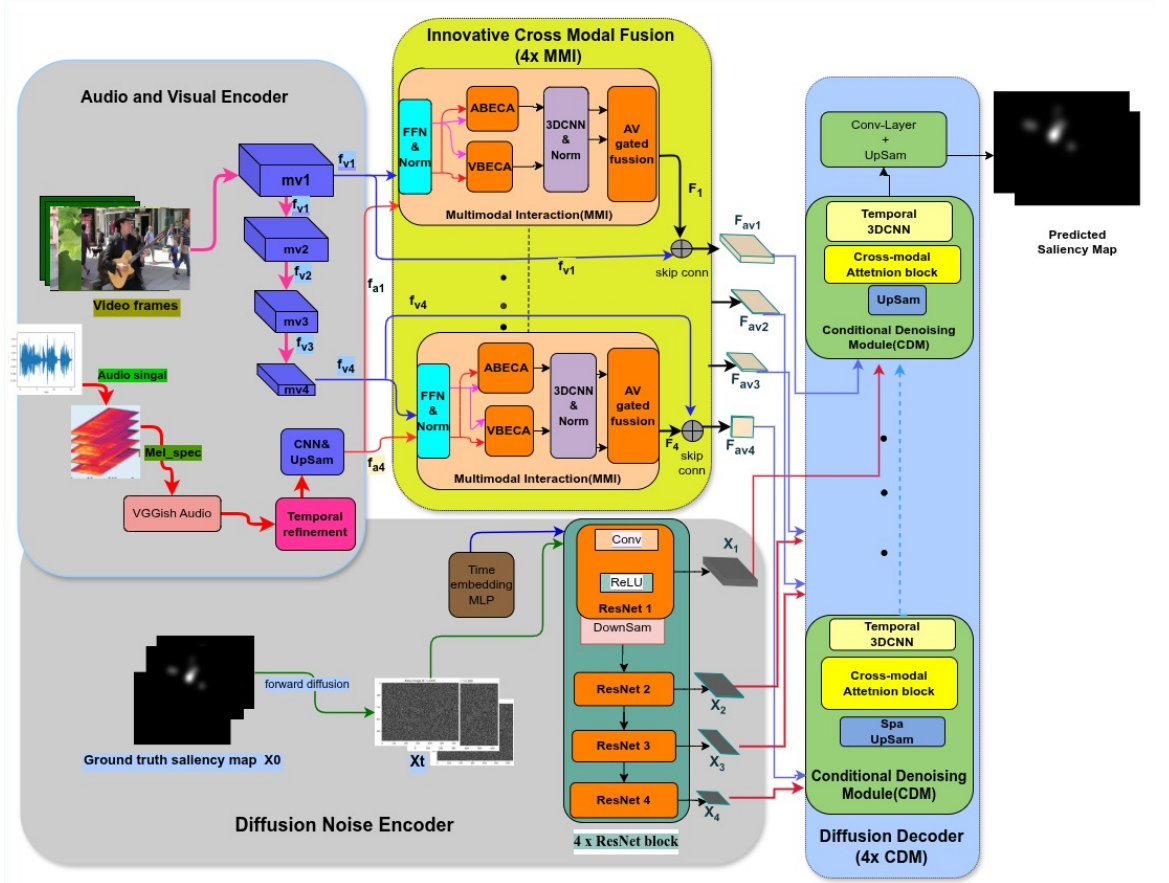 Innovative Cross Modal Fusion
(4x MMI)
Audio and Visual Encoder
ABECA
VBECA
FFN
&
Norm
3DCNN
&
Norm
AV
gated
fussion
Multimodal Interaction(MMI)
F1
skip conn
fv1
mv1
fv1
mv2
fv2
mv3
fv3
mv4
fv4
Video frames
Audio singal
Mel_spec
VGGish Audio
Temporal
refinement
CNN&
UpSam
fa1
fa4
fv1
fv4
FFN
&
Norm
ABECA
VBECA
3DCNN
&
Norm
AV
gated
fussion
F4
skip
conn
Multimodal Interaction(MMI)
Fav1
Fav2
Fav3
Fav4
Conv-Layer
+
UpSam
Temporal
3DCNN
Cross-modal
Attetnion block
UpSam
Conditional Denoising
Module(CDM)
Predicted
Saliency Map
Time
embedding
MLP
Conv
ReLU
ResNet 1
DownSam
ResNet 2
ResNet 3
ResNet 4
4 x ResNet block
X1
X2
X3
X4
forward diffusion
Ground truth saliency map X0
Xt
Diffusion Noise Encoder
Temporal
3DCNN
Cross-modal
Attetnion block
Spa
UpSam
Conditional Denoising
Module(CDM)
Diffusion Decoder
(4x CDM)